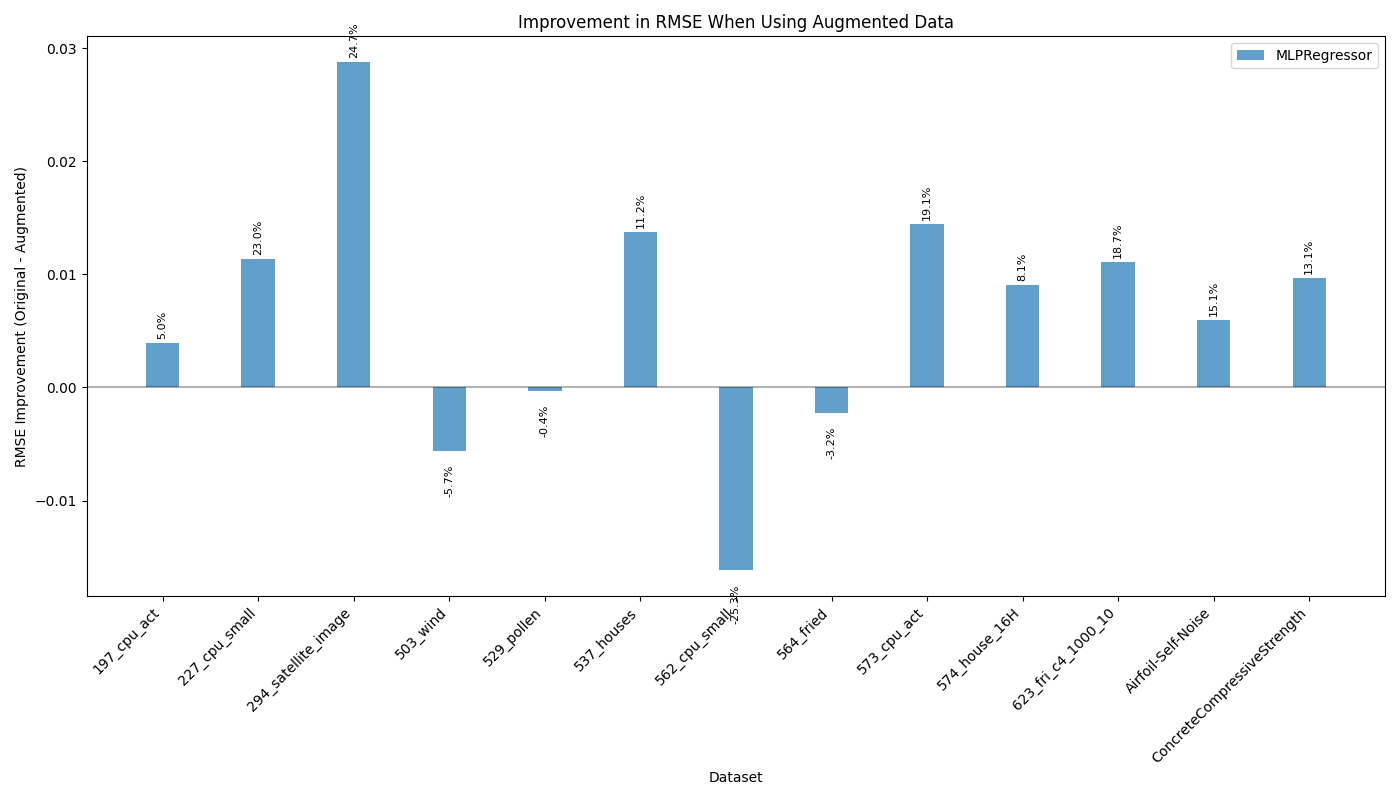 Improvement in RMSE When Using Augmented Data
MLPRegressor
RMSE Improvement (Original - Augmented)
0.03
0.02
0.01
0.00
−0.01
5.0%
23.0%
24.7%
-5.7%
-0.4%
11.2%
-25.3%
-3.2%
19.1%
8.1%
18.7%
15.1%
13.1%
197_cpu_act
227_cpu_small
294_satellite_image
503_wind
529_pollen
537_houses
562_cpu_small
564_fried
573_cpu_act
574_house_16H
623_fri_c4_1000_10
Airfoil-Self-Noise
ConcreteCompressiveStrength
Dataset